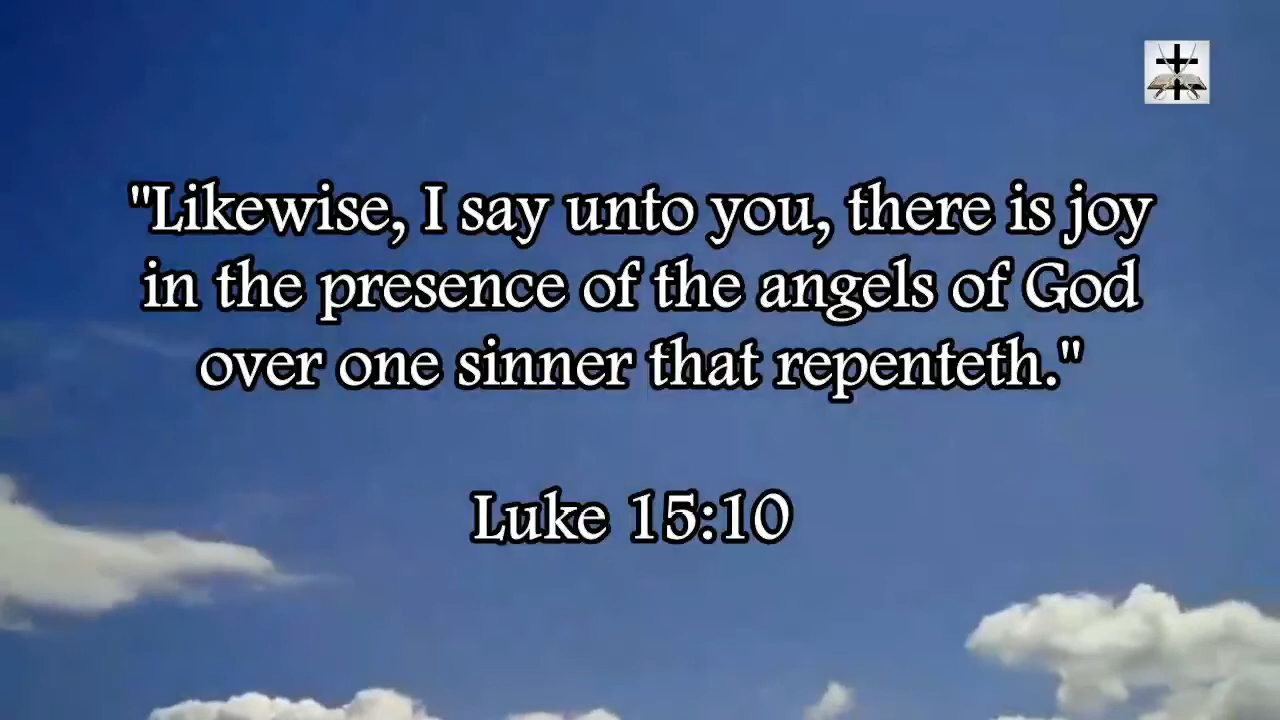 "Likewise, I say unto you, there is joy
in the presence of the angels of God
over one sinner that repenteth."
Luke 15:10